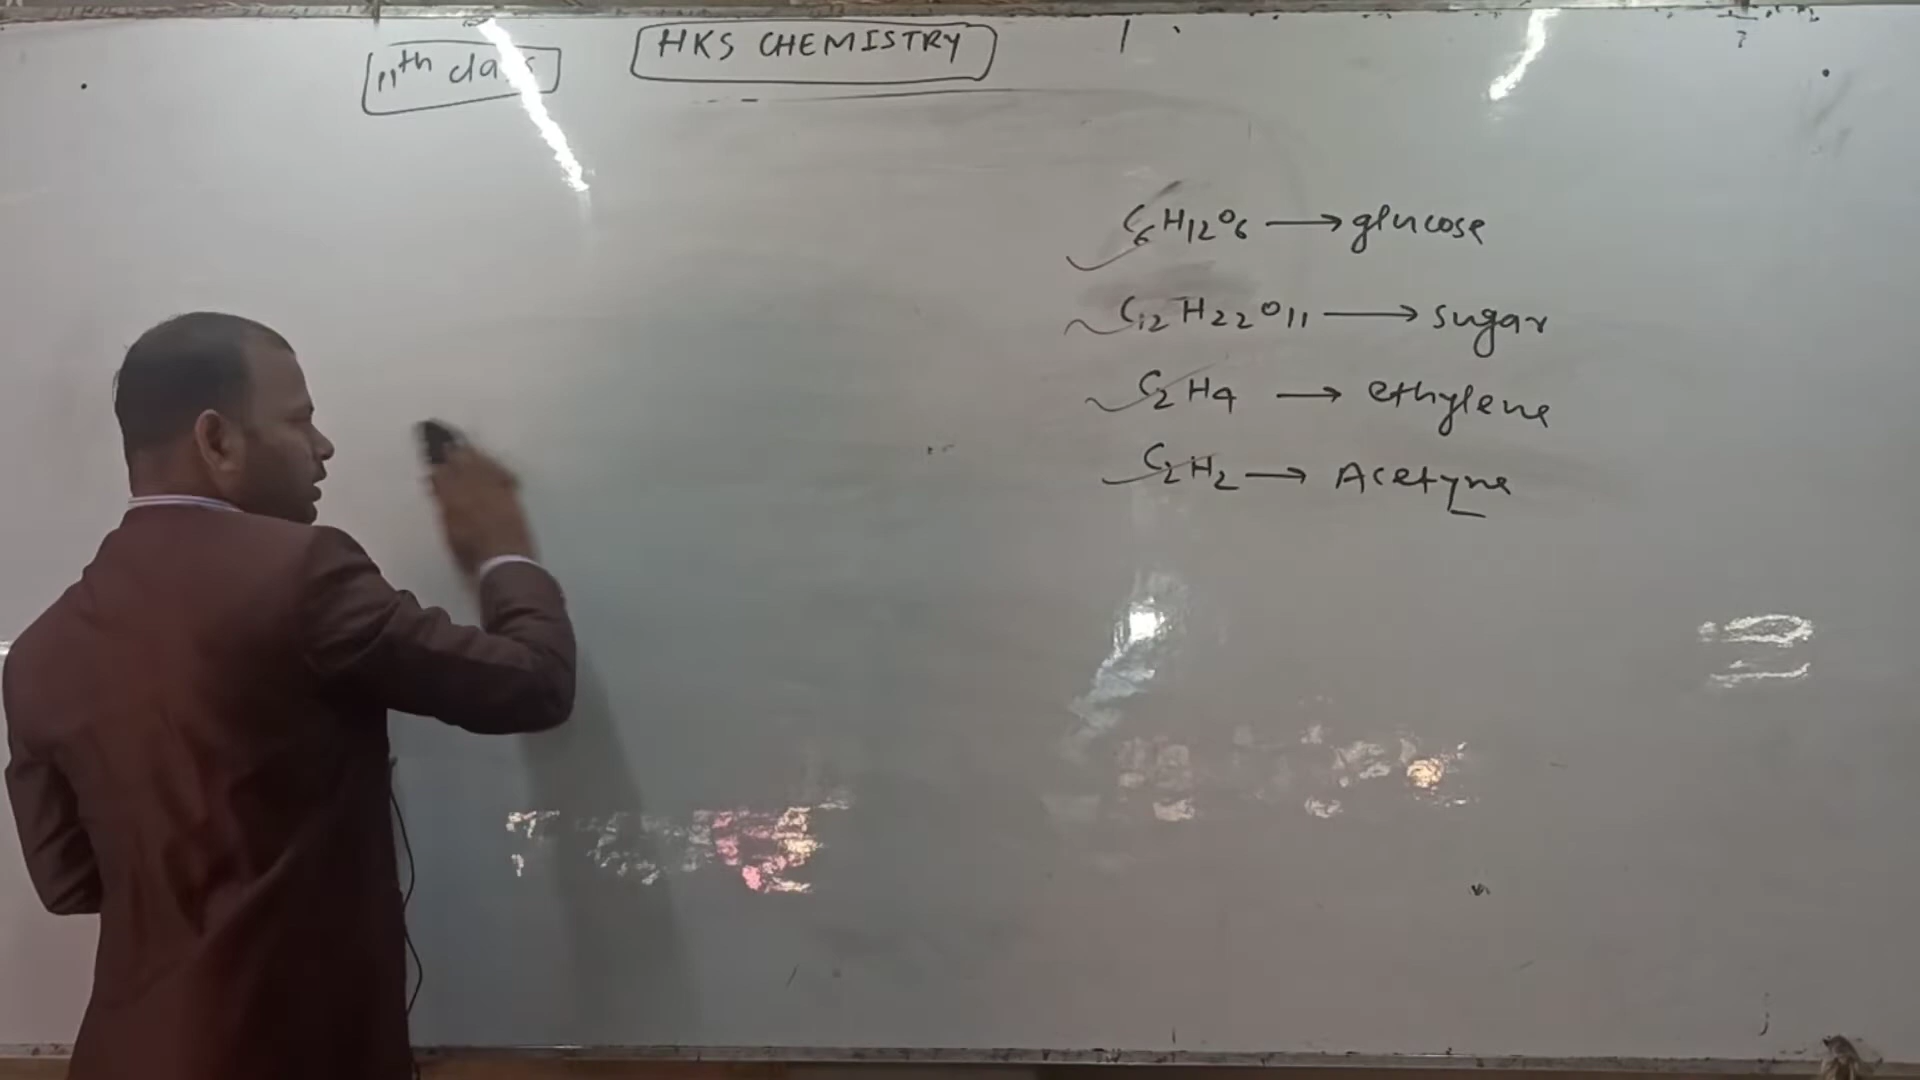 11th class
HKS CHEMISTRY
C6H12O6 → glucose
C12H22O11 → sugar
C2H4 → ethylene
C2H2 → Acetyne